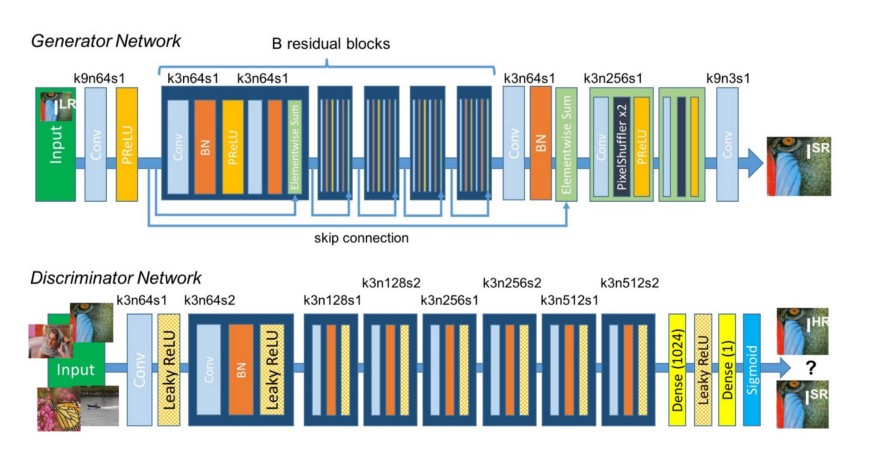 Generator Network
B residual blocks
k9n64s1
k3n64s1
k3n64s1
k3n64s1
k3n256s1
k9n3s1
I^LR
Input
Conv
PReLU
Conv
BN
PReLU
Elementwise Sum
Conv
BN
Elementwise Sum
Conv
PixelShuffler x2
PReLU
Conv
I^SR
skip connection
Discriminator Network
k3n64s1
k3n64s2
k3n128s1
k3n128s2
k3n256s1
k3n256s2
k3n512s1
k3n512s2
Input
Conv
Leaky ReLU
Conv
BN
Leaky ReLU
Dense (1024)
Leaky ReLU
Dense (1)
Sigmoid
I^HR
?
I^SR